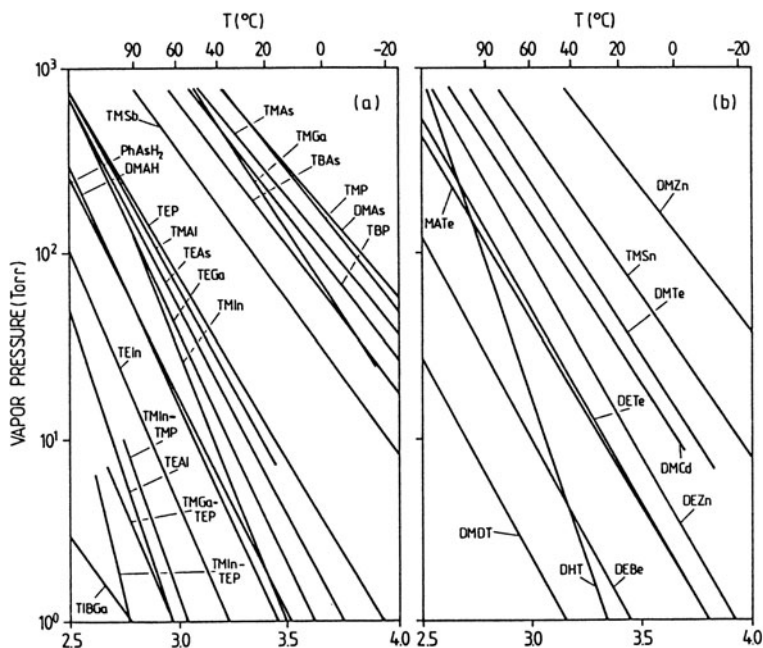 T(°C)
90 60 40 20 0 -20
T(°C)
90 60 40 20 0 -20
VAPOR PRESSURE (Torr)
10³
10²
10¹
10⁰
(a)
TMSb
TMAs
TMGa
TBAs
TMP
DMAs
TBP
PhAsH₂
DMAH
TEP
TMAl
TEAs
TEGa
TMIn
TEIn
TMIn-
TMP
TEAl
TMGa-
TEP
TMIn-
TEP
TIBGa
2.5 3.0 3.5 4.0
(b)
DMZn
MATe
TMSn
DMTe
DETe
DMCd
DEZn
DMDT
DHT
DEBe
2.5 3.0 3.5 4.0